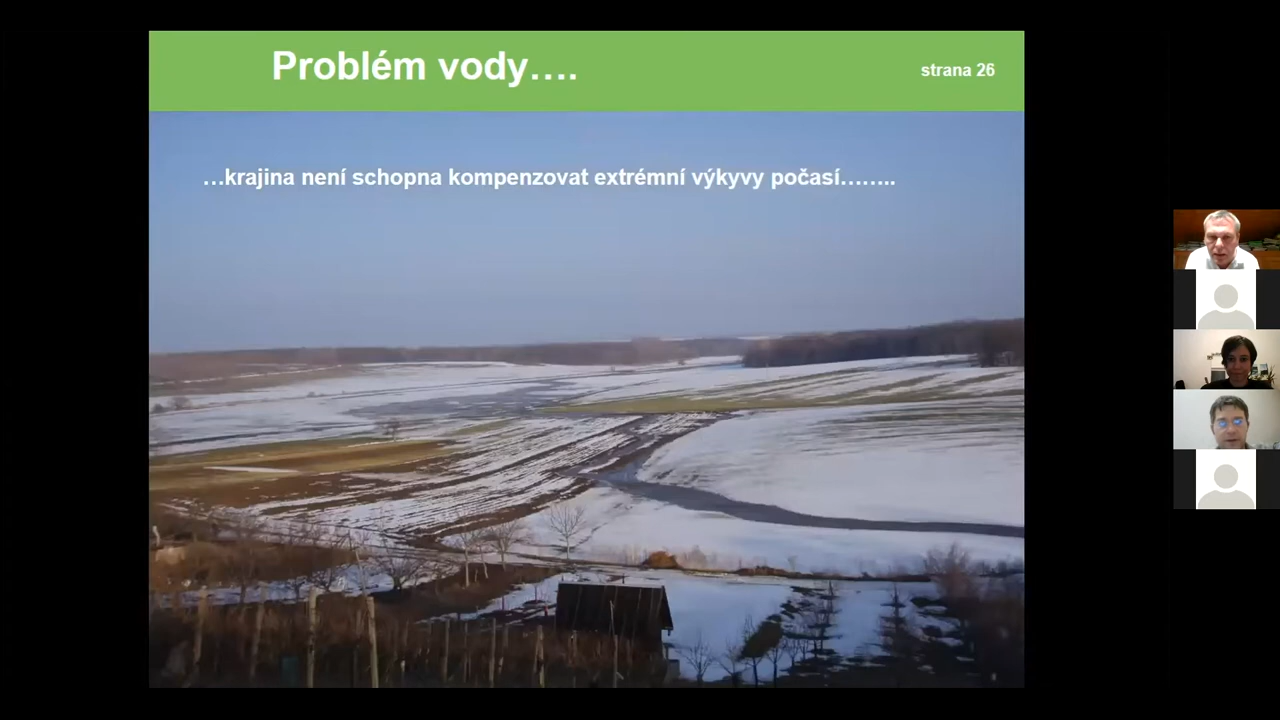 Problém vody….
strana 26
…krajina není schopna kompenzovat extrémní výkyvy počasí……..